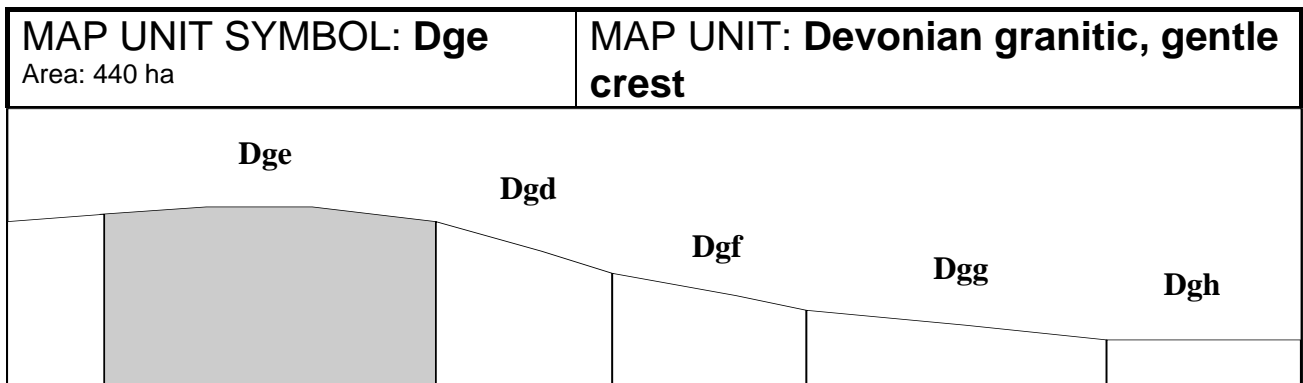 MAP UNIT SYMBOL: Dge
Area: 440 ha
MAP UNIT: Devonian granitic, gentle
crest
Dge
Dgd
Dgf
Dgg
Dgh